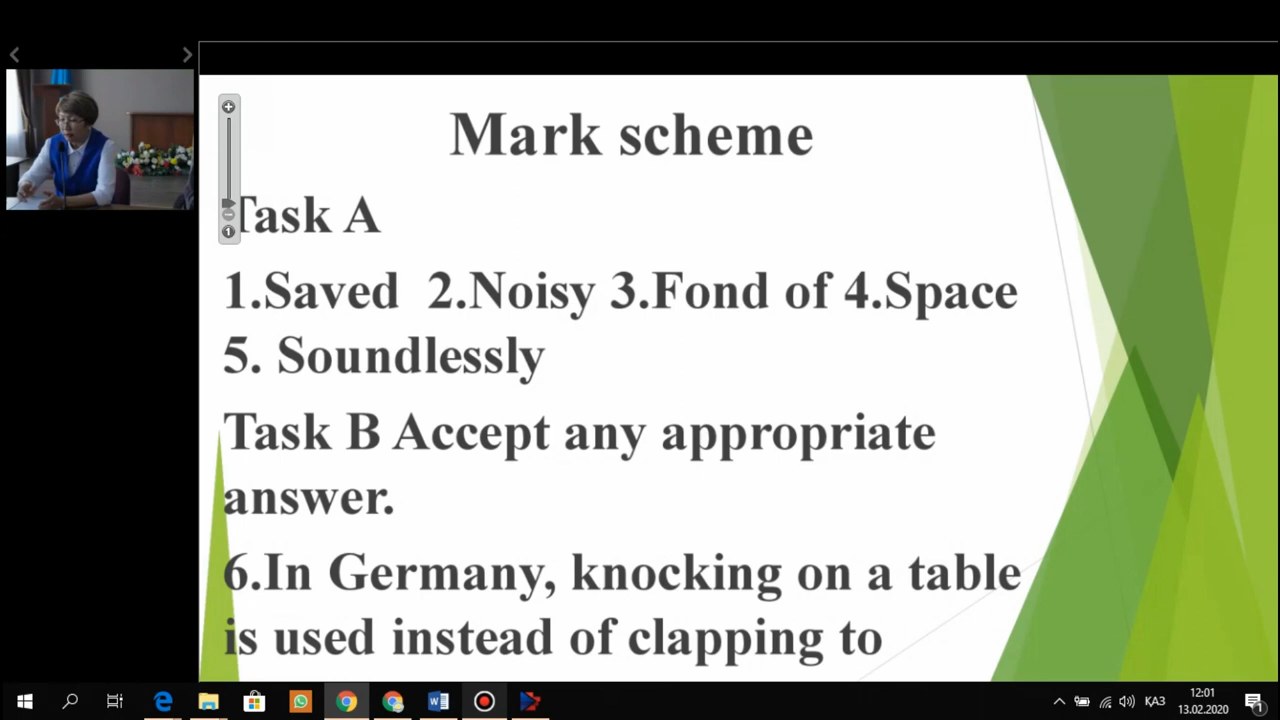 Mark scheme
Task A
1.Saved 2.Noisy 3.Fond of 4.Space
5. Soundlessly
Task B Accept any appropriate
answer.
6.In Germany, knocking on a table
is used instead of clapping to
ҚАЗ
12:01
13.02.2020